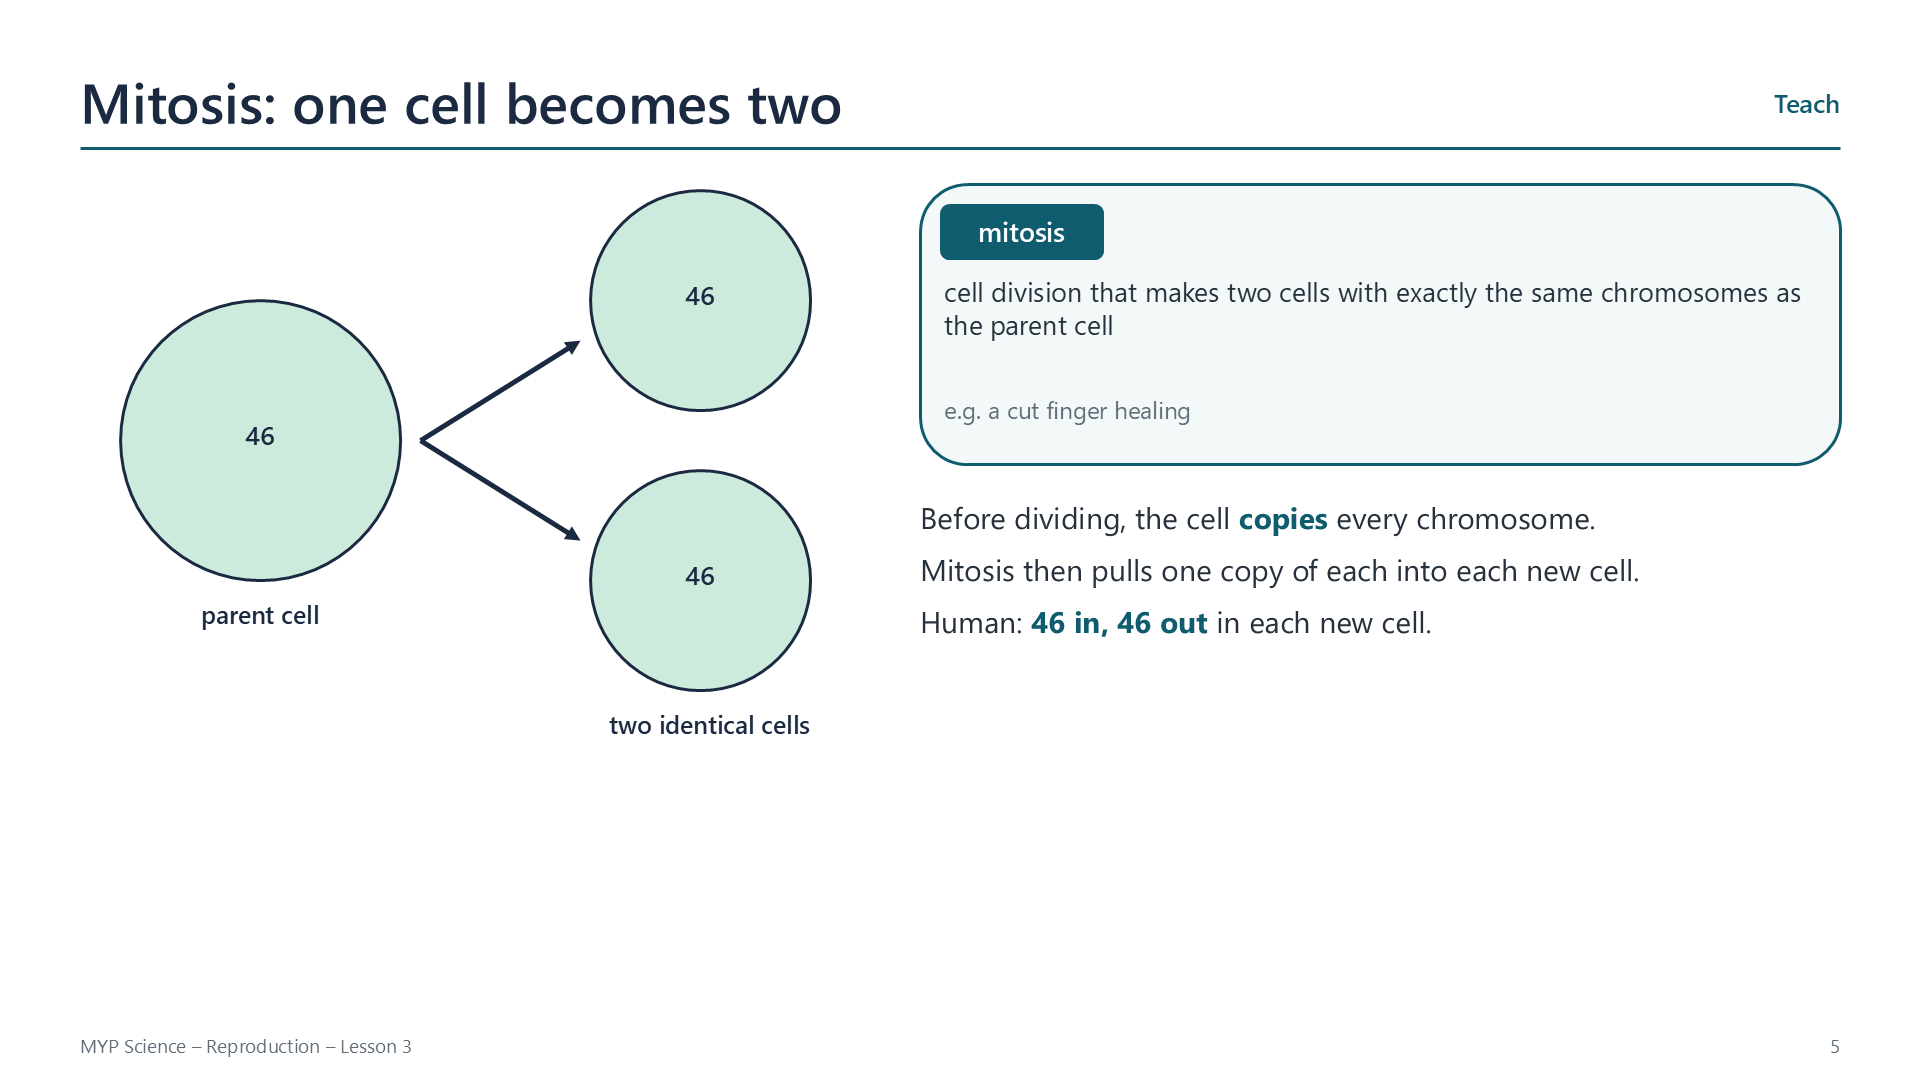 Mitosis: one cell becomes two
Teach
46
46
46
parent cell
two identical cells
mitosis
cell division that makes two cells with exactly the same chromosomes as
the parent cell
e.g. a cut finger healing
Before dividing, the cell copies every chromosome.
Mitosis then pulls one copy of each into each new cell.
Human: 46 in, 46 out in each new cell.
MYP Science – Reproduction – Lesson 3
5